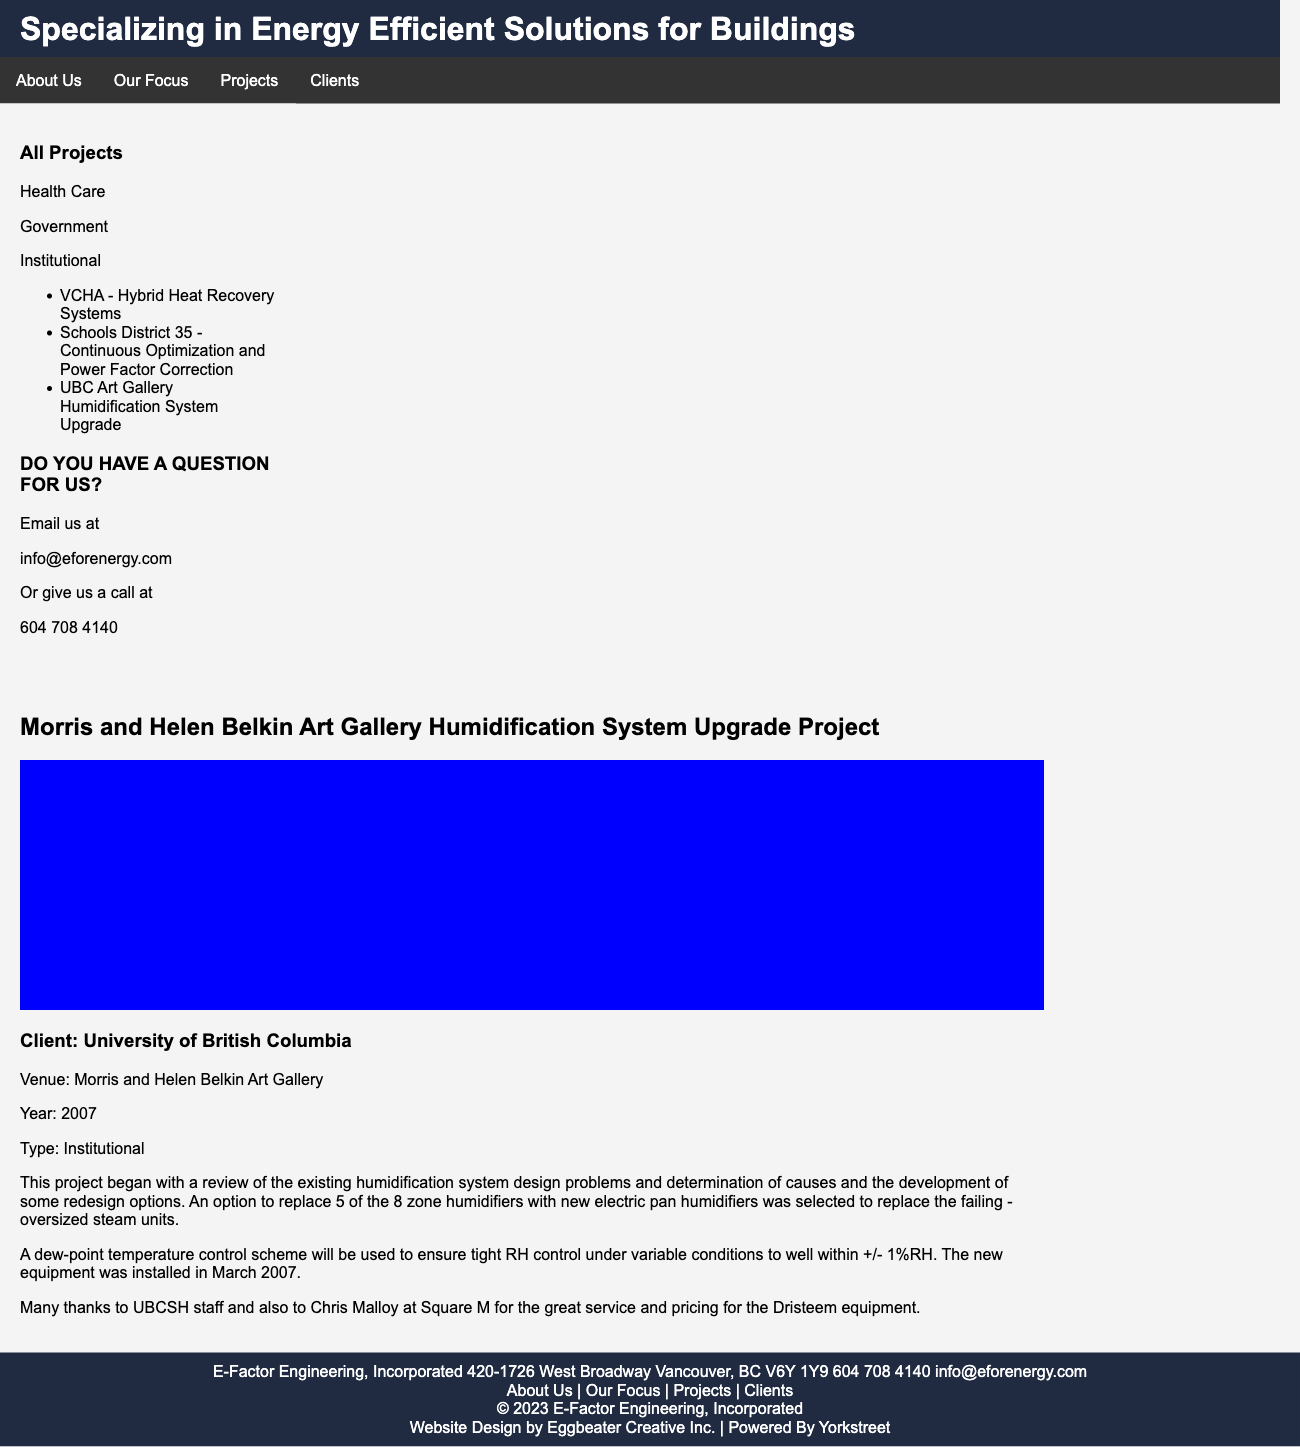 Specializing in Energy Efficient Solutions for Buildings
About Us Our Focus Projects Clients
All Projects
Health Care
Government
Institutional
• VCHA - Hybrid Heat Recovery
Systems
• Schools District 35 -
Continuous Optimization and
Power Factor Correction
• UBC Art Gallery
Humidification System
Upgrade
DO YOU HAVE A QUESTION
FOR US?
Email us at
info@eforenergy.com
Or give us a call at
604 708 4140
Morris and Helen Belkin Art Gallery Humidification System Upgrade Project
Client: University of British Columbia
Venue: Morris and Helen Belkin Art Gallery
Year: 2007
Type: Institutional
This project began with a review of the existing humidification system design problems and determination of causes and the development of
some redesign options. An option to replace 5 of the 8 zone humidifiers with new electric pan humidifiers was selected to replace the failing -
oversized steam units.
A dew-point temperature control scheme will be used to ensure tight RH control under variable conditions to well within +/- 1%RH. The new
equipment was installed in March 2007.
Many thanks to UBCSH staff and also to Chris Malloy at Square M for the great service and pricing for the Dristeem equipment.
E-Factor Engineering, Incorporated 420-1726 West Broadway Vancouver, BC V6Y 1Y9 604 708 4140 info@eforenergy.com
About Us | Our Focus | Projects | Clients
© 2023 E-Factor Engineering, Incorporated
Website Design by Eggbeater Creative Inc. | Powered By Yorkstreet